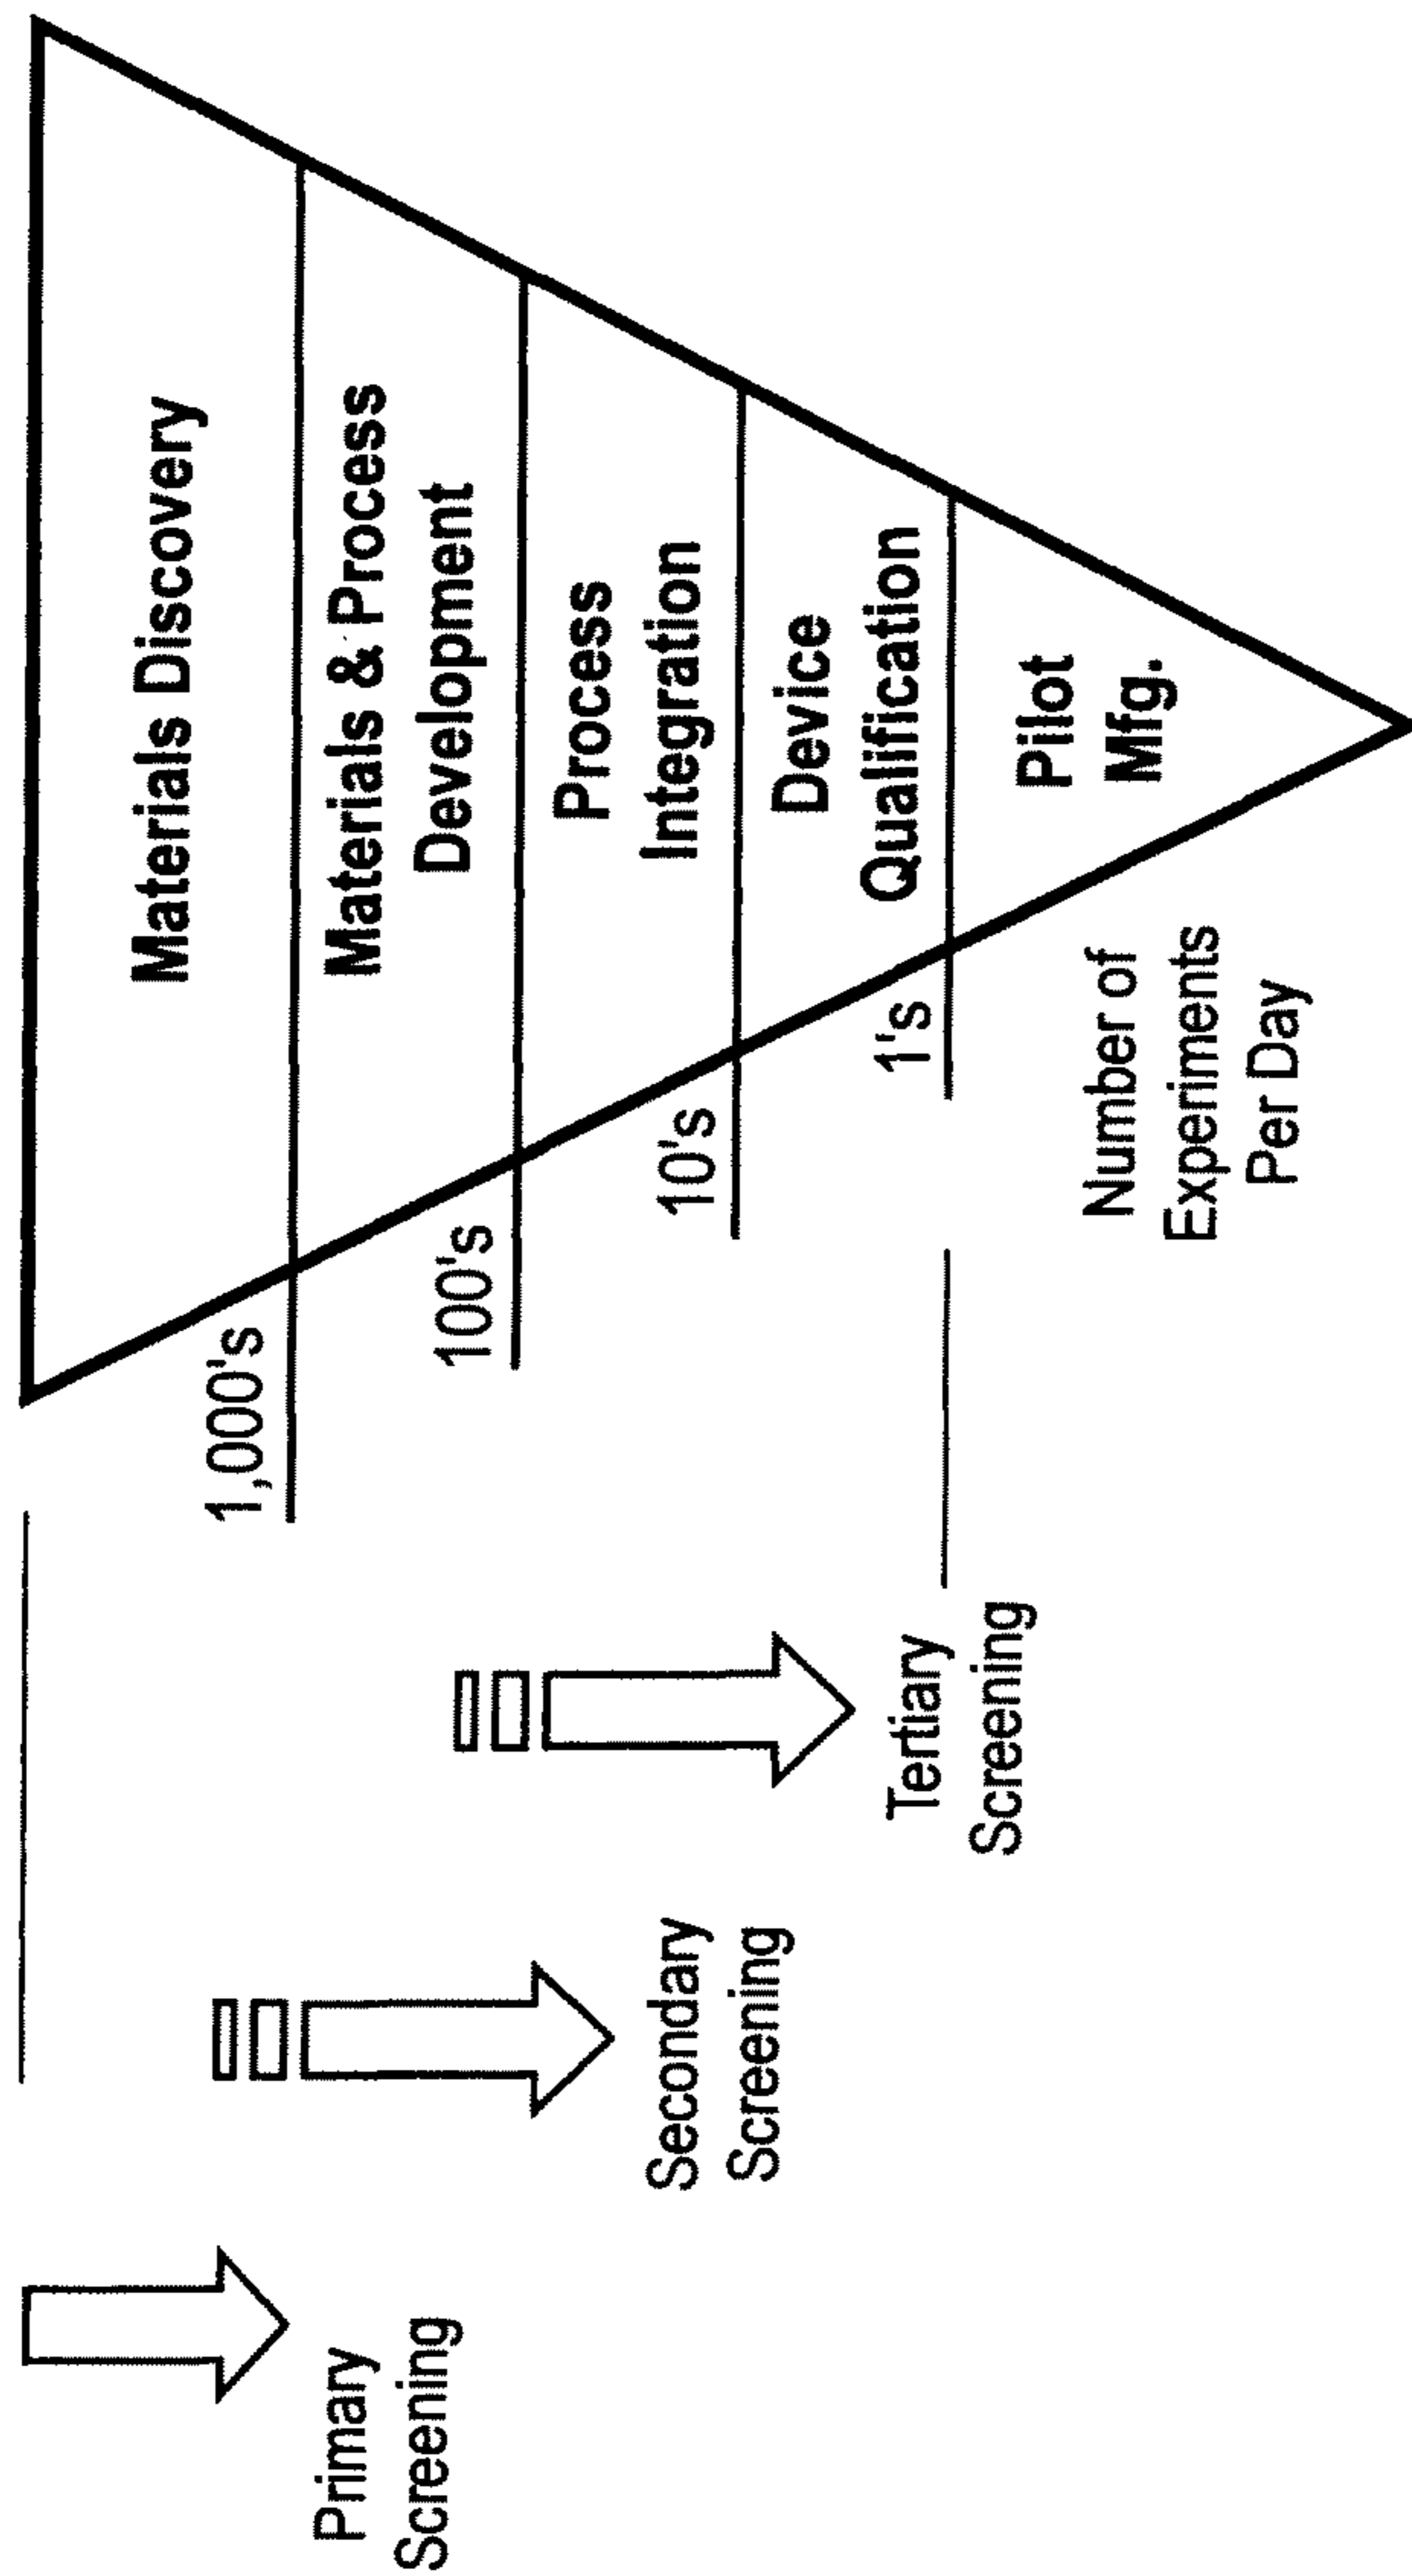 Materials Discovery
1,000's
Materials & Process
Development
100's
Process
Integration
10's
Device
Qualification
1's
Pilot
Mfg.
Number of
Experiments
Per Day
Primary
Screening
Secondary
Screening
Tertiary
Screening